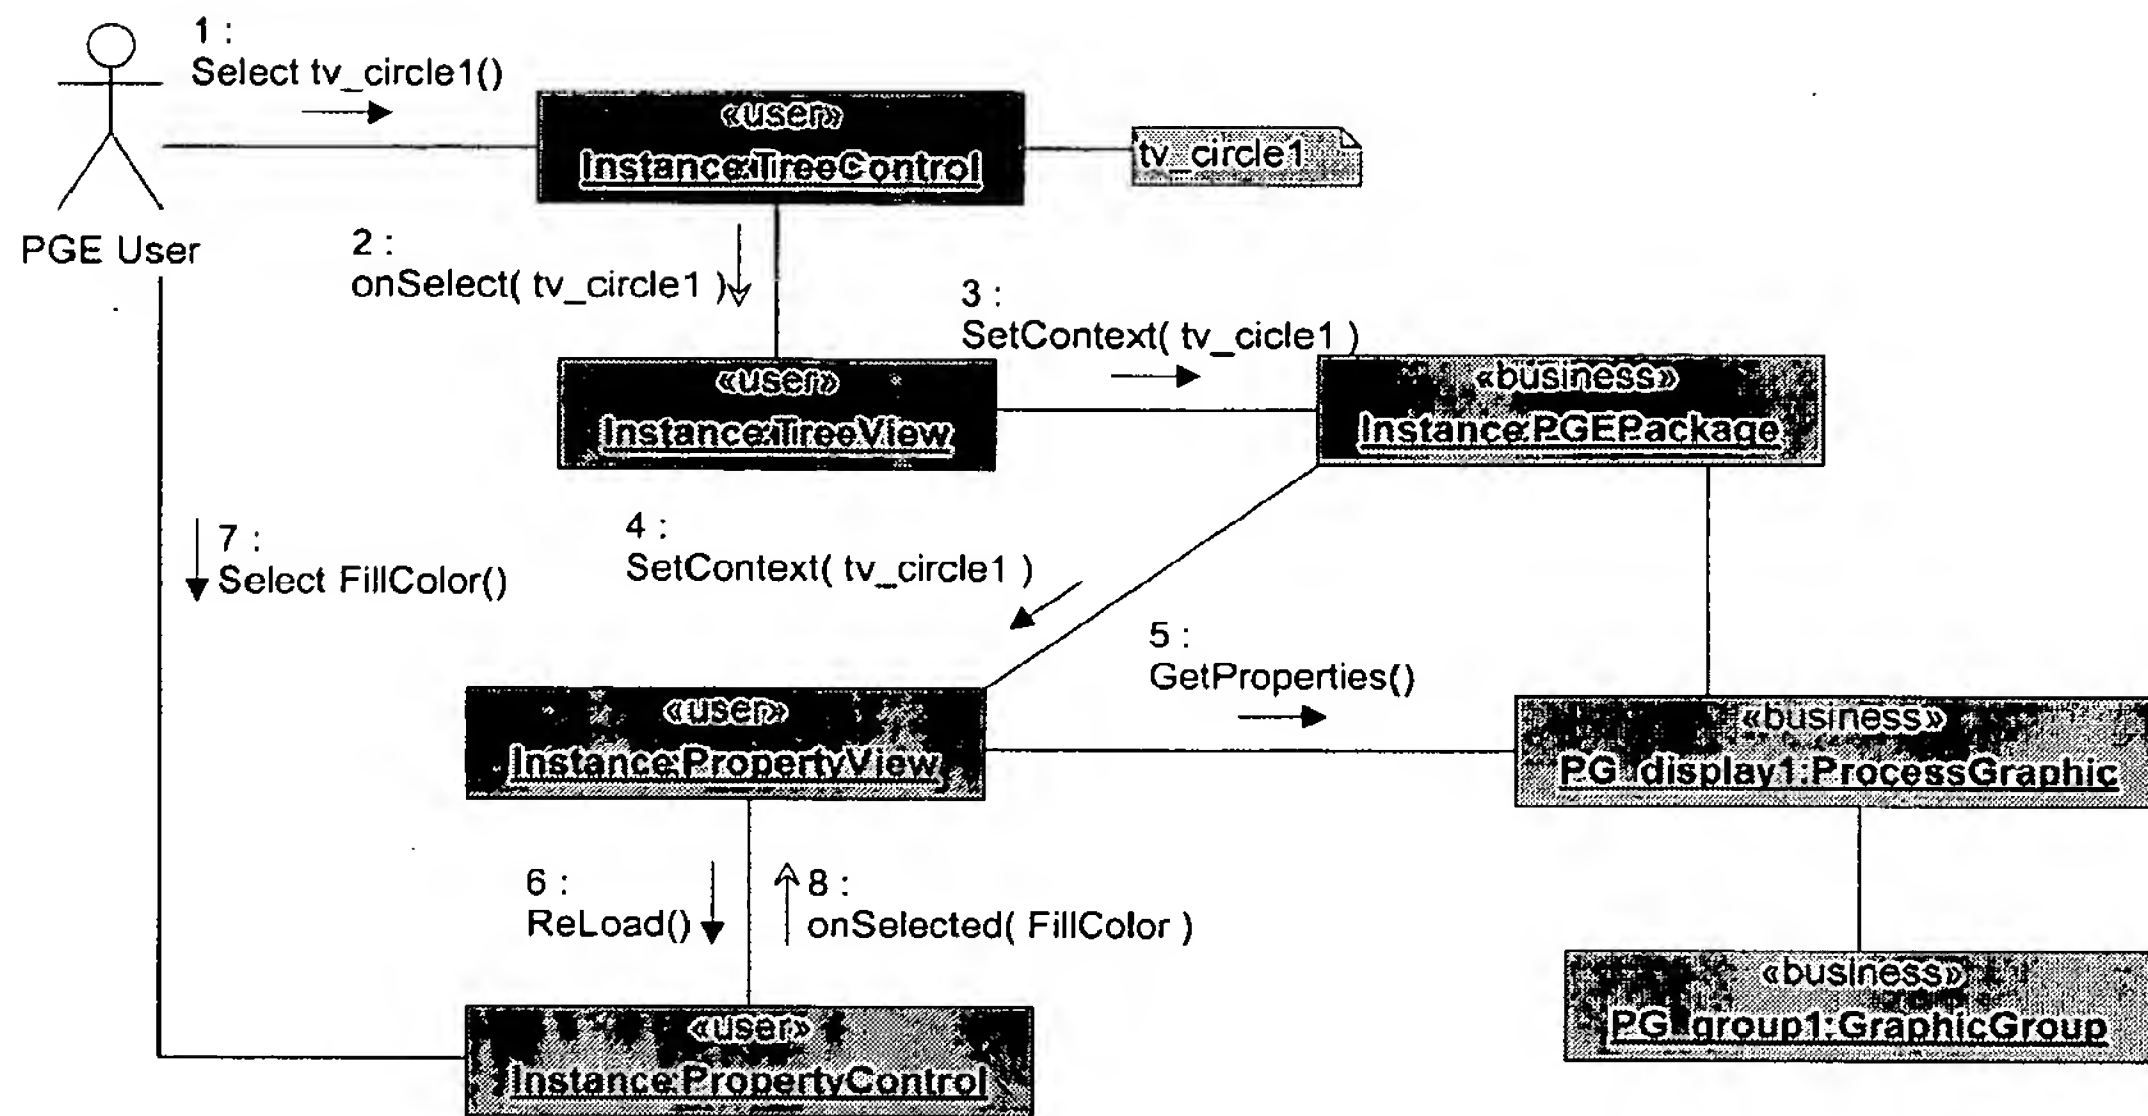 1 :
Select tv_circle1()
«user»
Instance:TreeControl
tv_circle1
PGE User
2 :
onSelect( tv_circle1 )
3 :
SetContext( tv_cicle1 )
«user»
Instance:TreeView
«business»
Instance:PGEPackage
4 :
SetContext( tv_circle1 )
7 :
Select FillColor()
5 :
GetProperties()
«user»
Instance:PropertyView
«business»
PG_display1:ProcessGraphic
6 :
ReLoad()
8 :
onSelected( FillColor )
«business»
PG_group1:GraphicGroup
«user»
Instance:PropertyControl